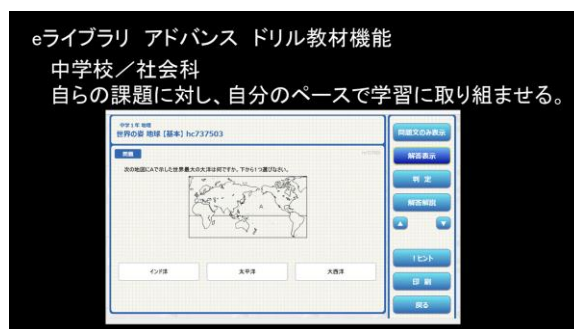 eライブラリ アドバンス ドリル教材機能
中学校／社会科
自らの課題に対し、自分のペースで学習に取り組ませる。
中学1年 地理
世界の姿 地球 [基本] hc737503
問題
次の地図にAで示した世界最大の大洋は何ですか。下から1つ選びなさい。
A
インド洋
太平洋
大西洋
問題文のみ表示
解答表示
判 定
解答解説
！ヒント
印 刷
戻る